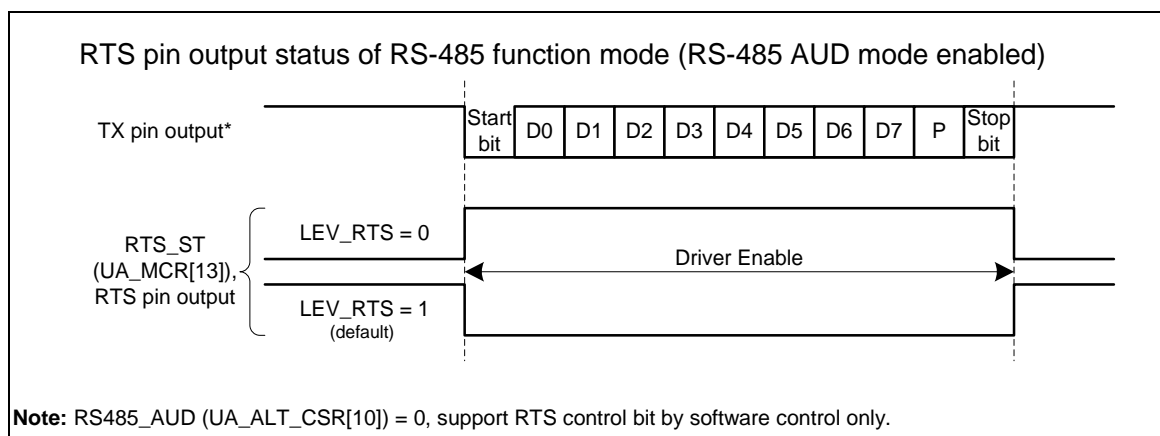 RTS pin output status of RS-485 function mode (RS-485 AUD mode enabled)
TX pin output*
Start
bit
D0 D1 D2 D3 D4 D5 D6 D7 P
Stop
bit
RTS_ST
(UA_MCR[13]),
RTS pin output
LEV_RTS = 0
Driver Enable
LEV_RTS = 1
(default)
Note: RS485_AUD (UA_ALT_CSR[10]) = 0, support RTS control bit by software control only.